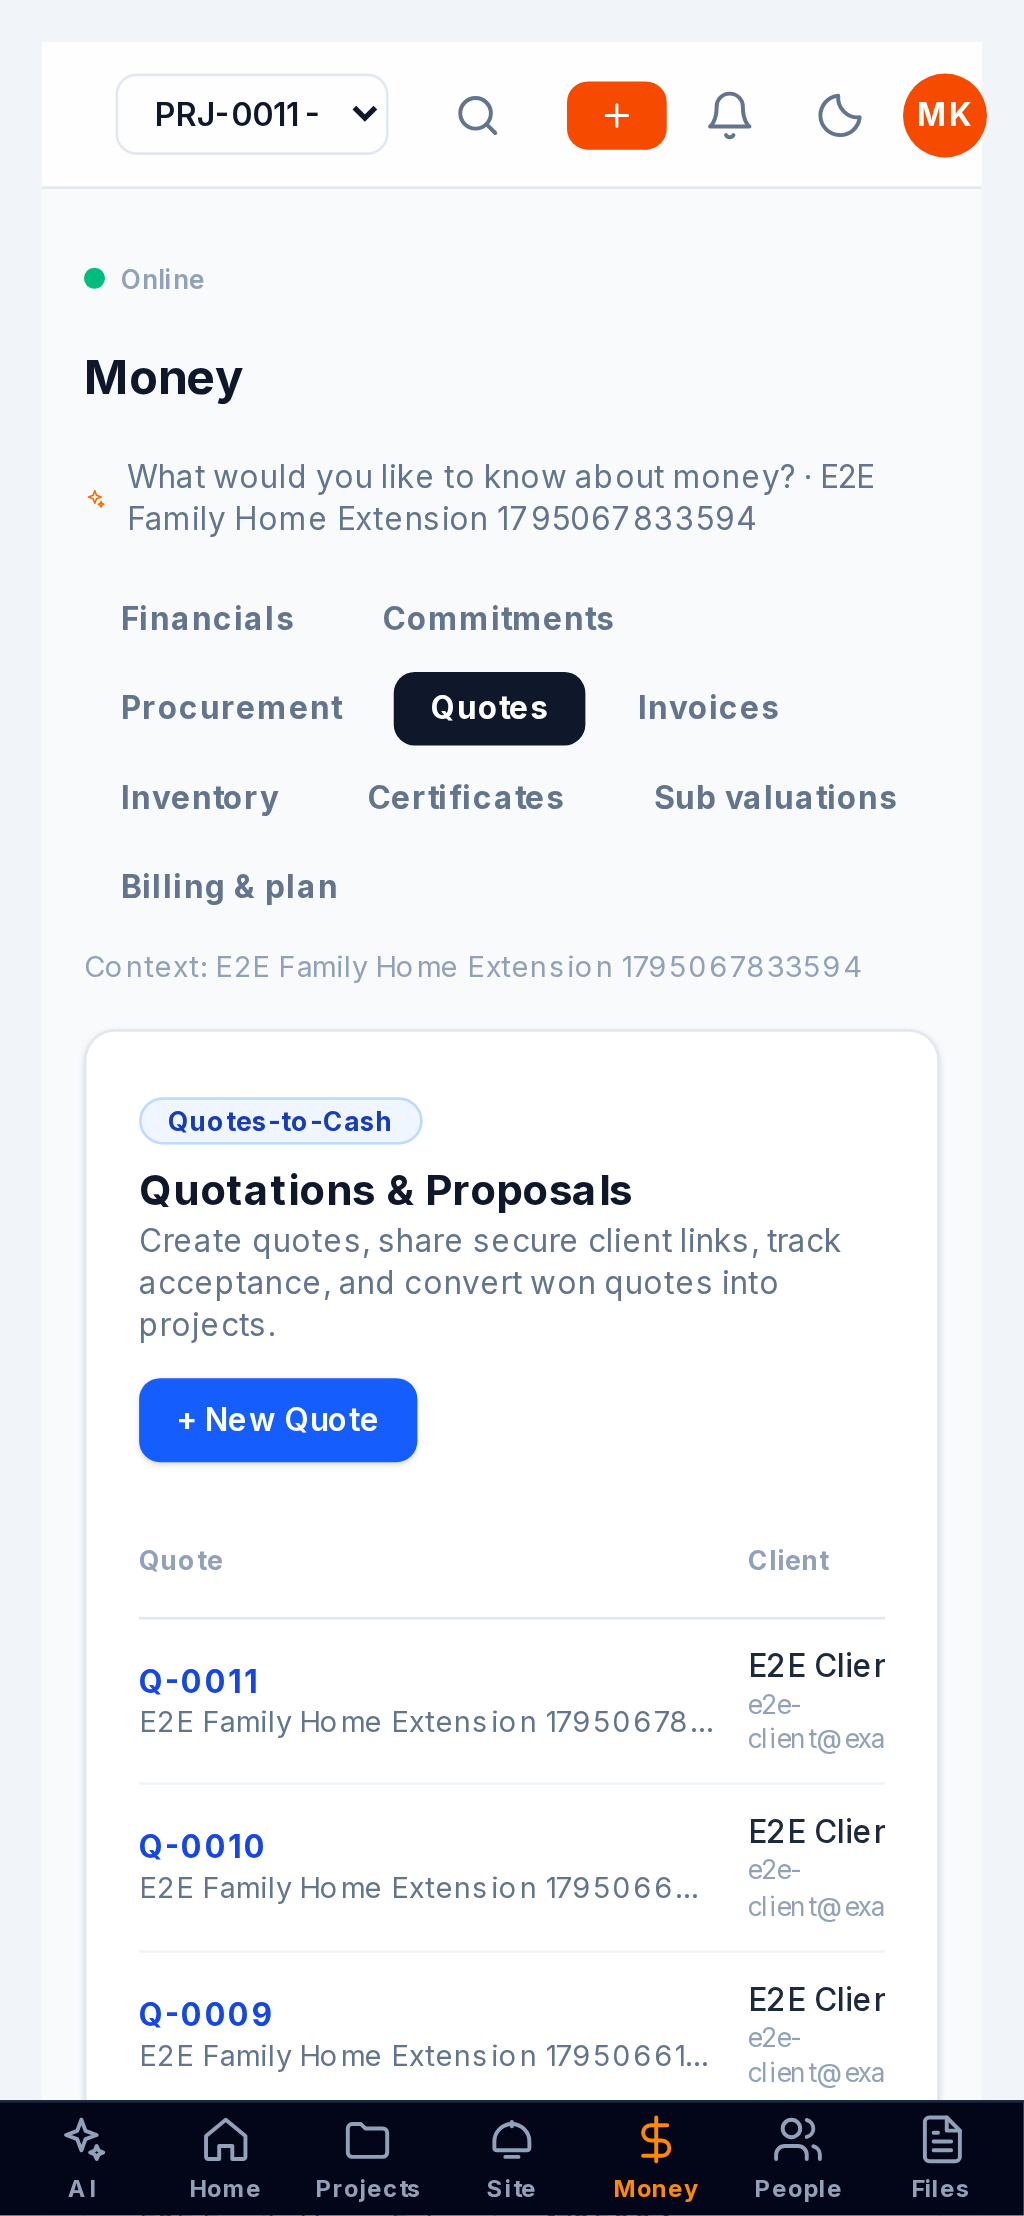 PRJ-0011 -
MK
Online
Money
What would you like to know about money? · E2E
Family Home Extension 1795067833594
Financials
Commitments
Procurement
Quotes
Invoices
Inventory
Certificates
Sub valuations
Billing & plan
Context: E2E Family Home Extension 1795067833594
Quotes-to-Cash
Quotations & Proposals
Create quotes, share secure client links, track
acceptance, and convert won quotes into
projects.
+ New Quote
Quote
Client
Q-0011
E2E Family Home Extension 17950678...
E2E Clier
e2e-
client@exa
Q-0010
E2E Family Home Extension 1795066...
E2E Clier
e2e-
client@exa
Q-0009
E2E Family Home Extension 17950661...
E2E Clier
e2e-
client@exa
AI
Home
Projects
Site
Money
People
Files